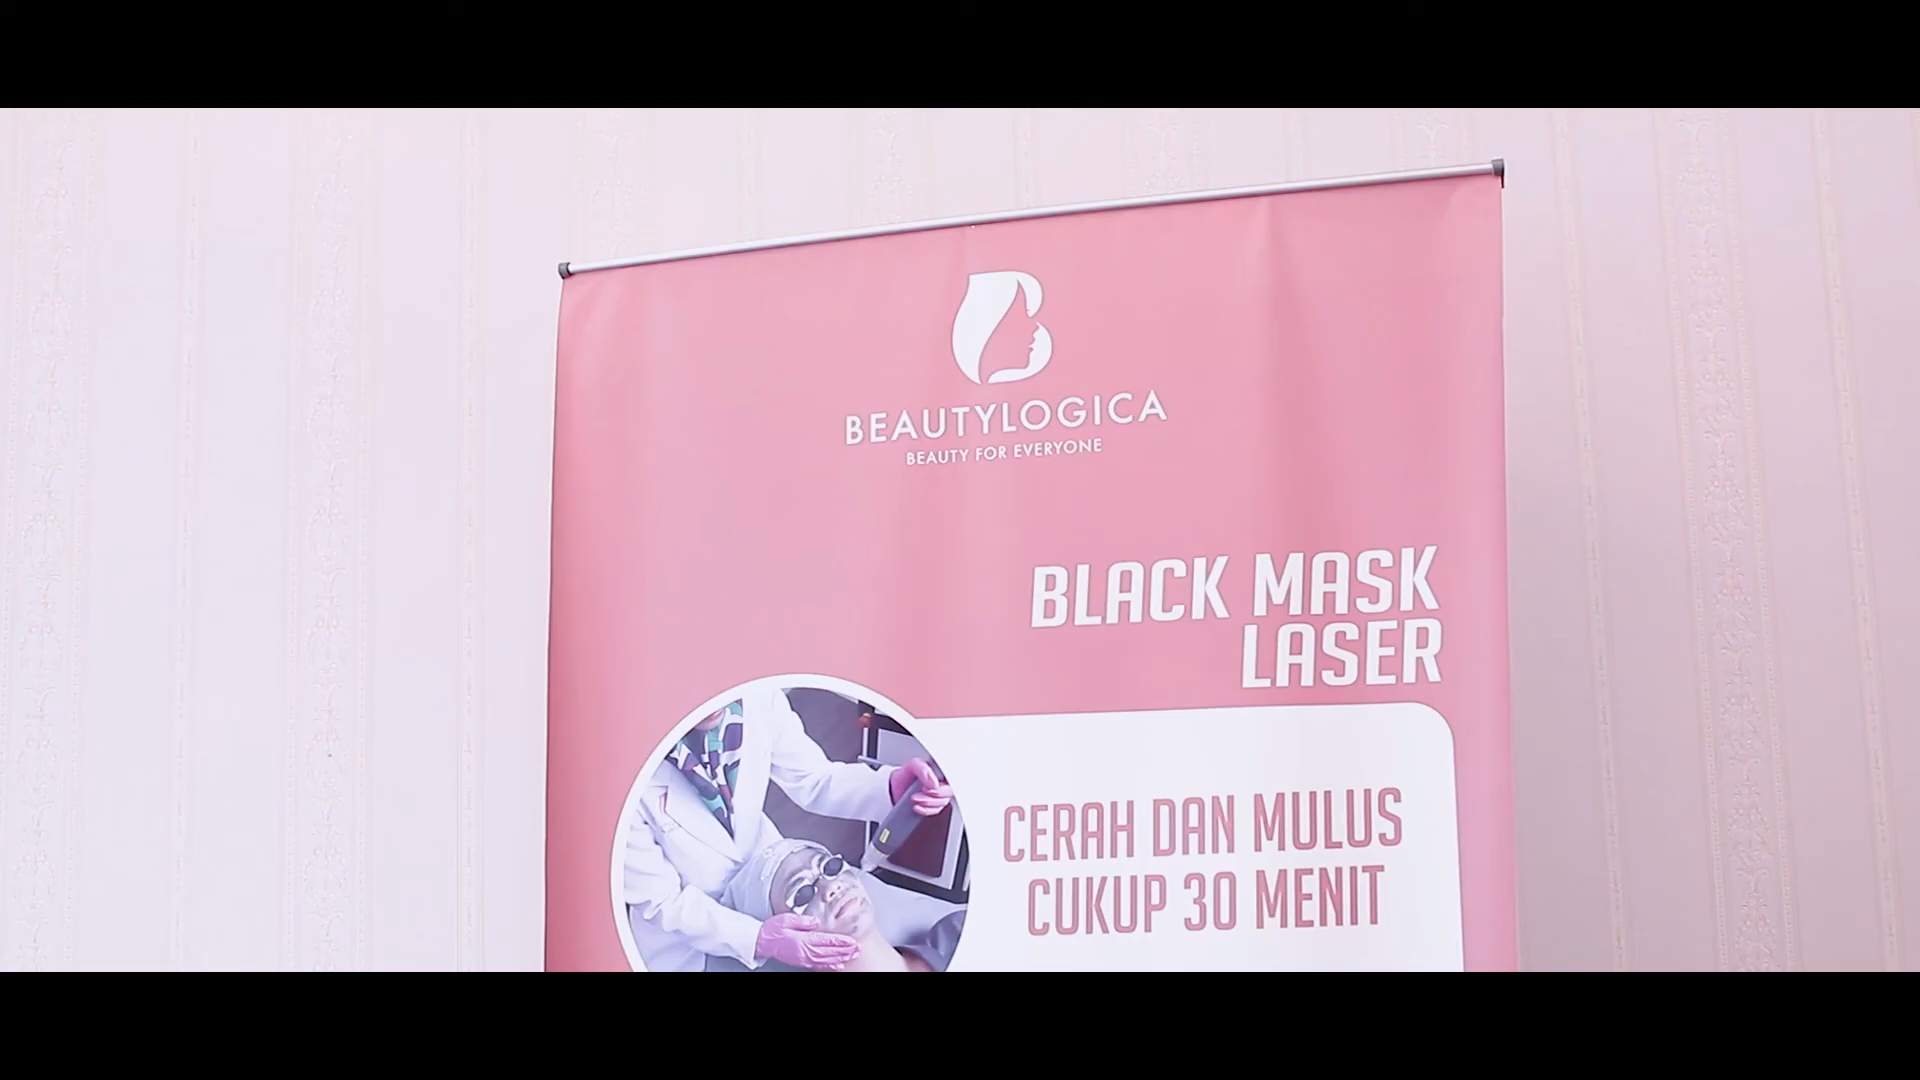 BEAUTYLOGICA
BEAUTY FOR EVERYONE
BLACK MASK
LASER
CERAH DAN MULUS
CUKUP 30 MENIT